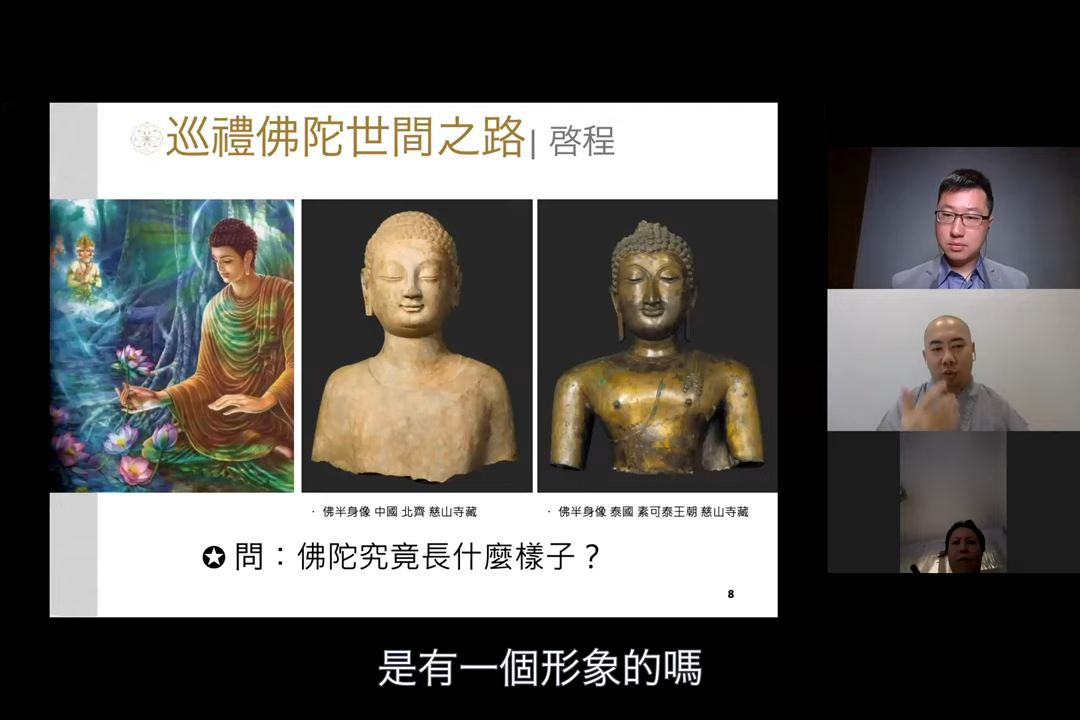 巡禮佛陀世間之路| 啓程
· 佛半身像 中國 北齊 慈山寺藏
· 佛半身像 泰國 素可泰王朝 慈山寺藏
✪ 問：佛陀究竟長什麼樣子？
8
是有一個形象的嗎